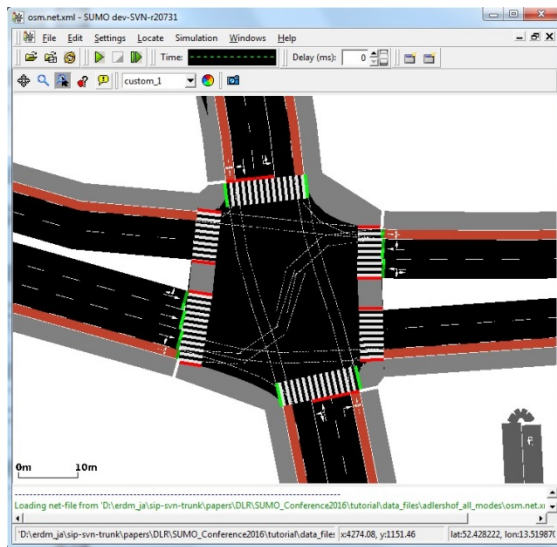 osm.net.xml - SUMO dev-SVN-r20731
File Edit Settings Locate Simulation Windows Help
Time: Delay (ms): 0
custom_1
0m 10m
Loading net-file from 'D:\erdm_ja\sip-svn-trunk\papers\DLR\SUMO_Conference2016\tutorial\data_files\adlershof_all_modes\osm.net.xml
'D:\erdm_ja\sip-svn-trunk\papers\DLR\SUMO_Conference2016\tutorial\data_files x:4274.08, y:1151.46 lat:52.428222, lon:13.51987